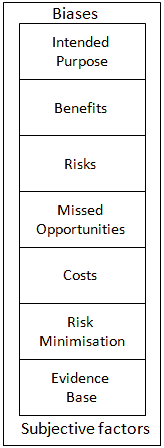 Biases
Intended
Purpose
Benefits
Risks
Missed
Opportunities
Costs
Risk
Minimisation
Evidence
Base
Subjective factors